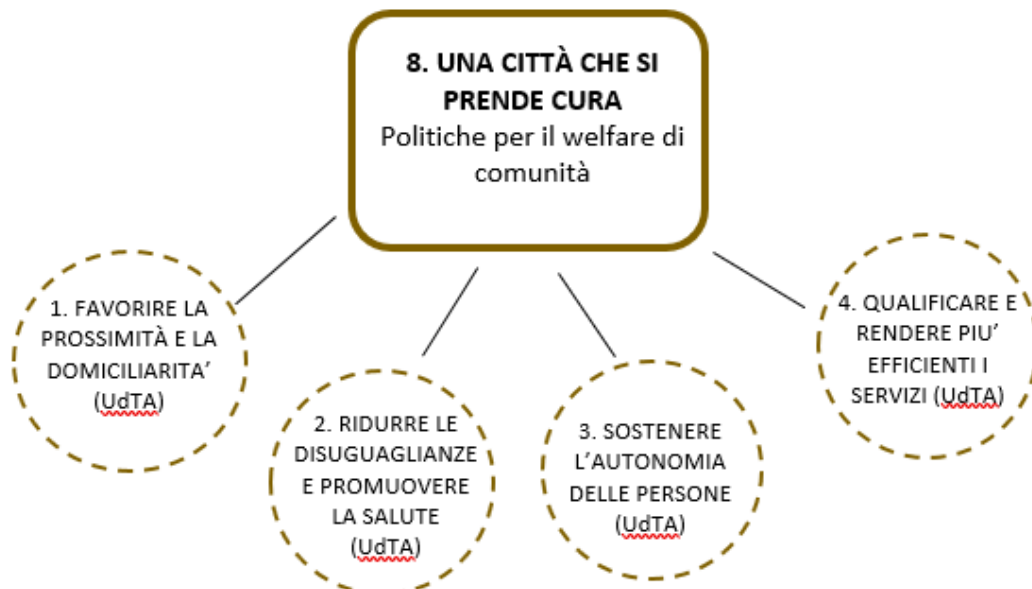 8. UNA CITTÀ CHE SI
PRENDE CURA
Politiche per il welfare di
comunità
1. FAVORIRE LA
PROSSIMITÀ E LA
DOMICILIARITA’
(UdTA)
2. RIDURRE LE
DISUGUAGLIANZE
E PROMUOVERE
LA SALUTE
(UdTA)
3. SOSTENERE
L’AUTONOMIA
DELLE PERSONE
(UdTA)
4. QUALIFICARE E
RENDERE PIU’
EFFICIENTI I
SERVIZI (UdTA)